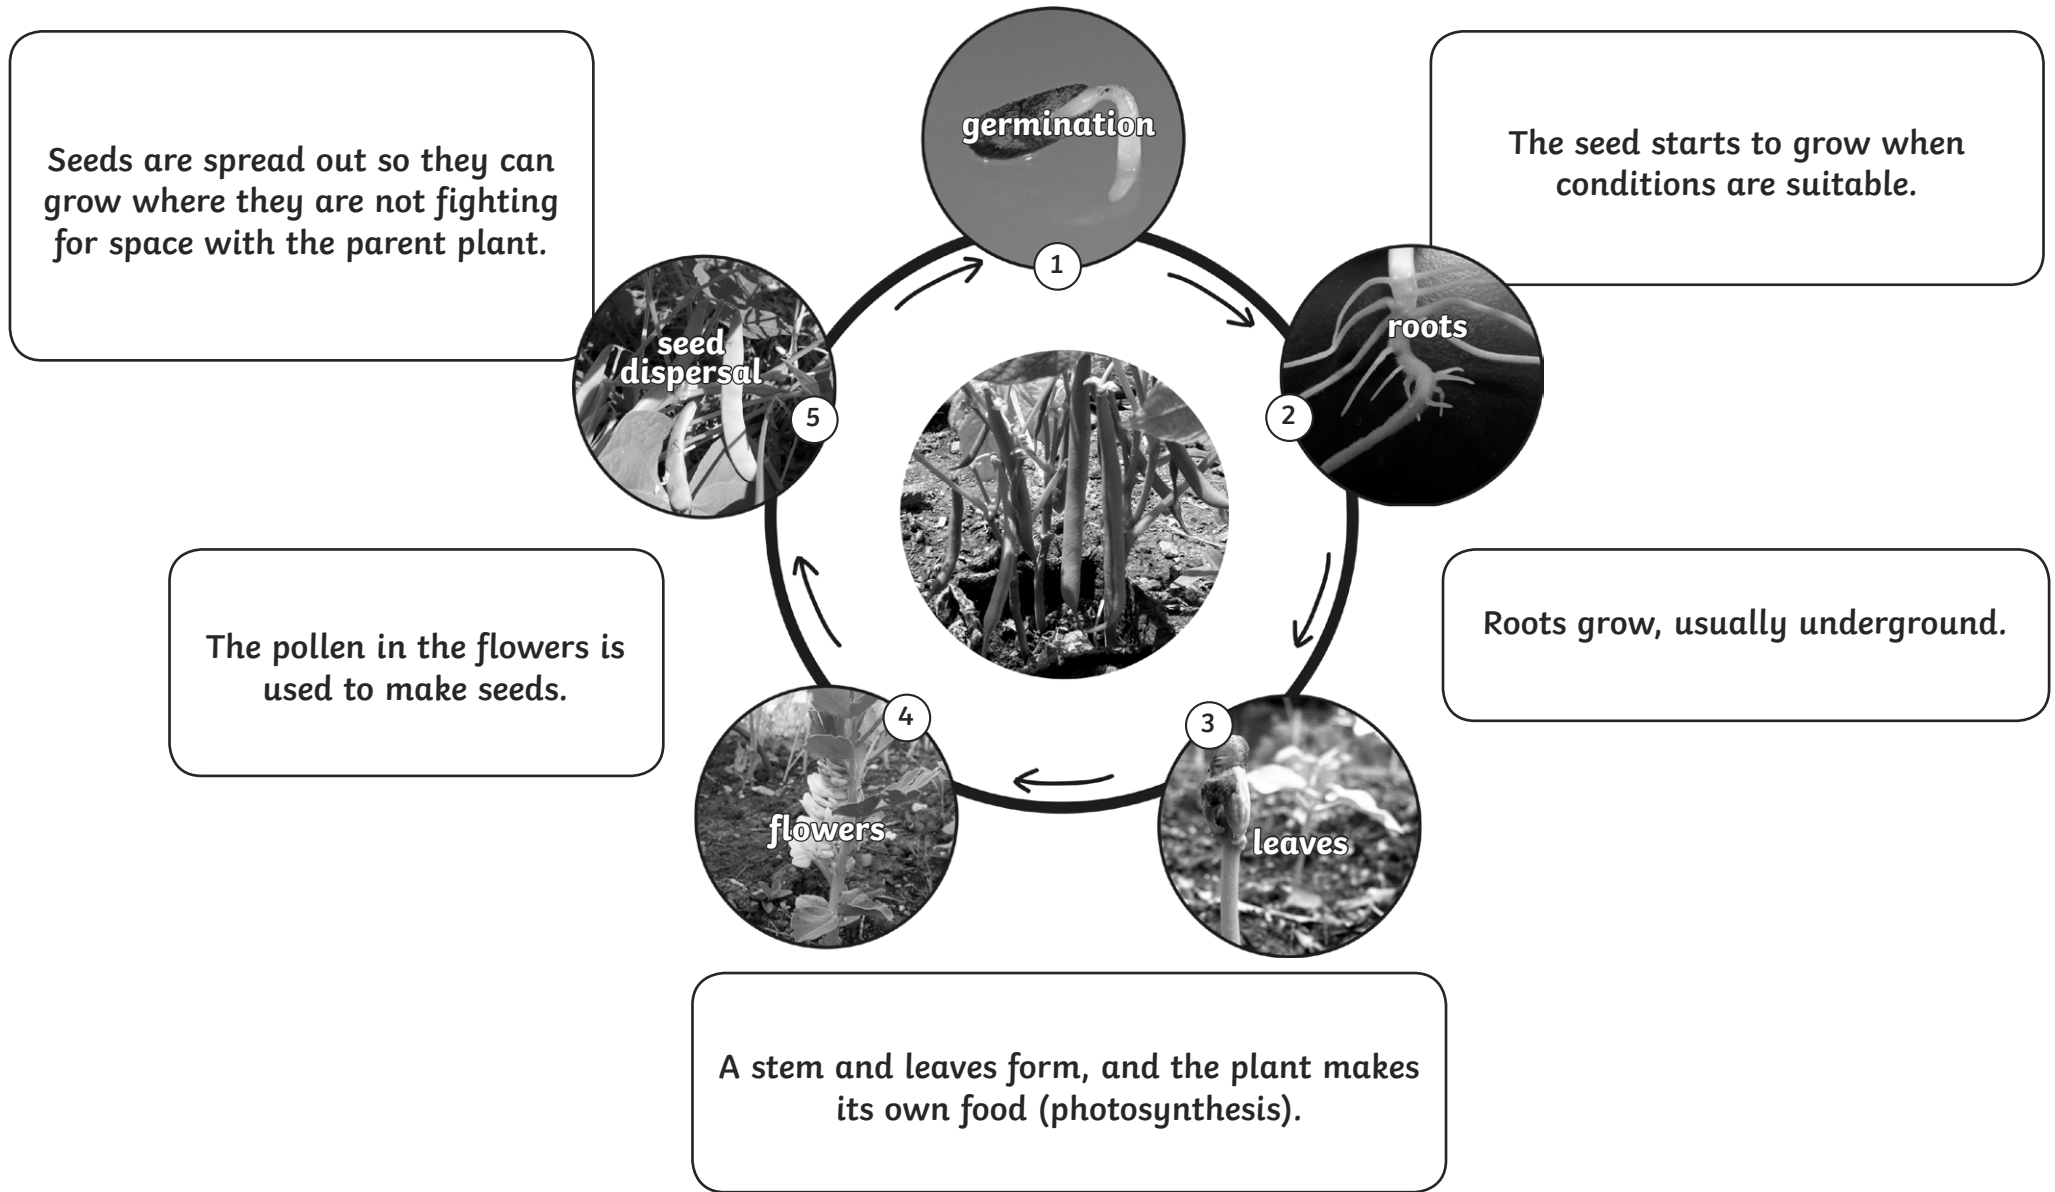 germination
1
The seed starts to grow when
conditions are suitable.
roots
2
Roots grow, usually underground.
leaves
3
A stem and leaves form, and the plant makes
its own food (photosynthesis).
flowers
4
The pollen in the flowers is
used to make seeds.
seed
dispersal
5
Seeds are spread out so they can
grow where they are not fighting
for space with the parent plant.